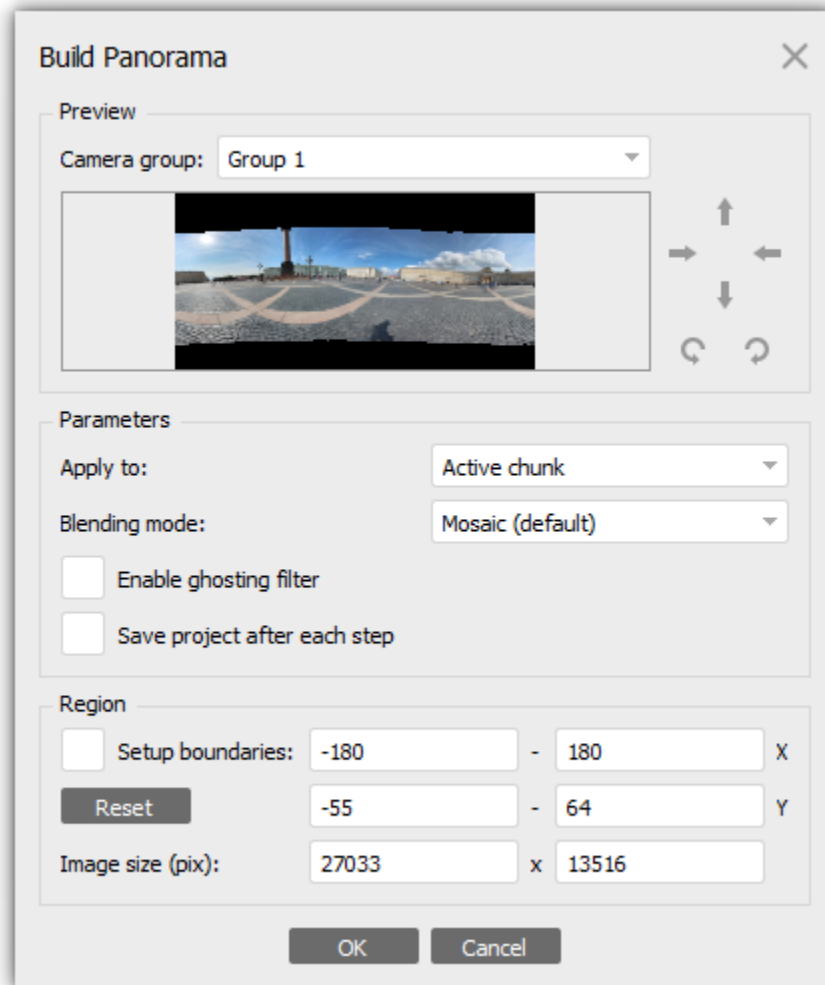 Build Panorama
Preview
Camera group: Group 1
Parameters
Apply to: Active chunk
Blending mode: Mosaic (default)
Enable ghosting filter
Save project after each step
Region
Setup boundaries: -180 - 180 X
Reset -55 - 64 Y
Image size (pix): 27033 x 13516
OK Cancel